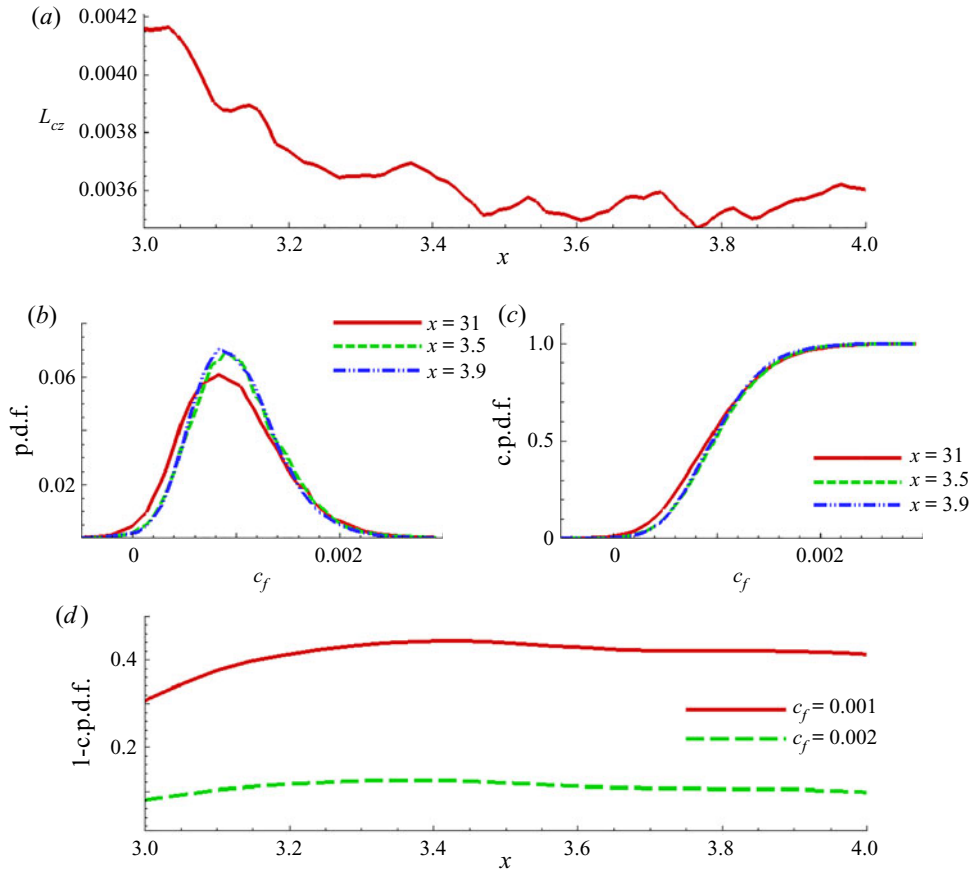 (a)
0.0042
0.0040
L_cz
0.0038
0.0036
3.0 3.2 3.4 3.6 3.8 4.0
x
(b)
x = 31
x = 3.5
x = 3.9
0.06
p.d.f.
0.02
0 0.002
c_f
(c)
1.0
c.p.d.f.
0.5
x = 31
x = 3.5
x = 3.9
0
0 0.002
c_f
(d)
0.4
1–c.p.d.f.
c_f = 0.001
0.2
c_f = 0.002
3.0 3.2 3.4 3.6 3.8 4.0
x